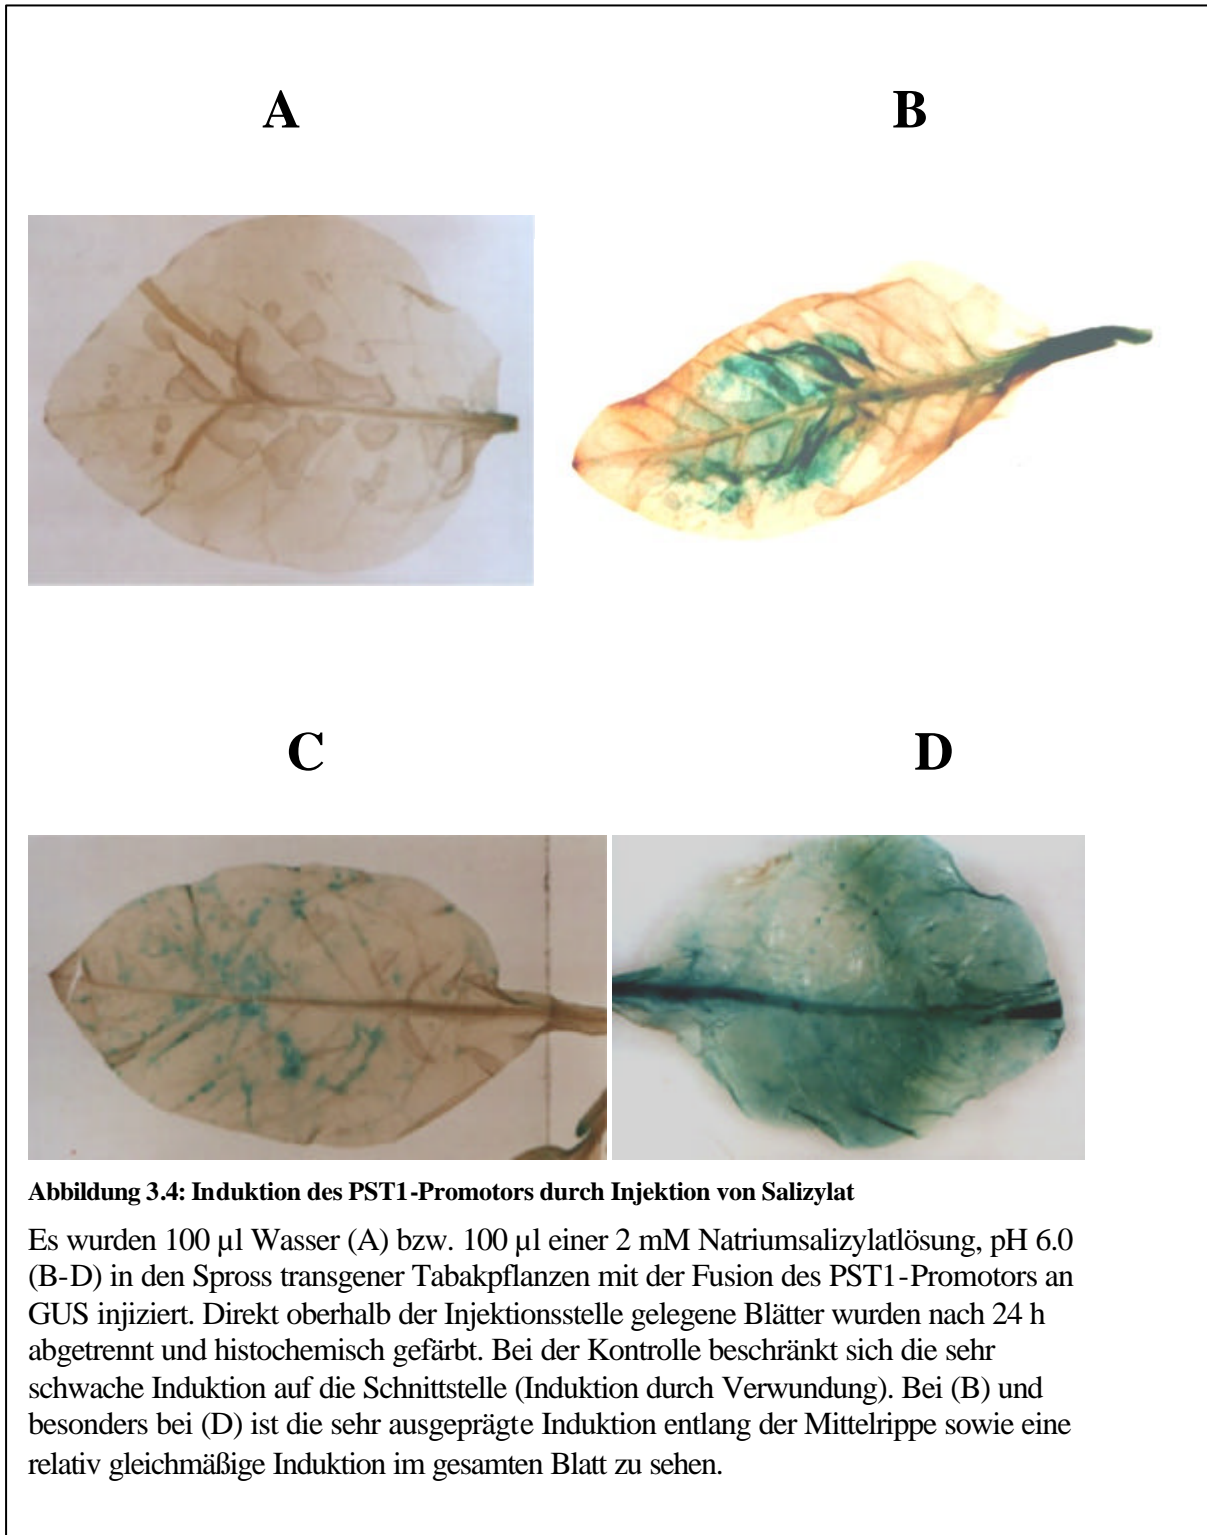 A
B
C
D
Abbildung 3.4: Induktion des PST1-Promotors durch Injektion von Salizylat
Es wurden 100 µl Wasser (A) bzw. 100 µl einer 2 mM Natriumsalizylatlösung, pH 6.0
(B-D) in den Spross transgener Tabakpflanzen mit der Fusion des PST1-Promotors an
GUS injiziert. Direkt oberhalb der Injektionsstelle gelegene Blätter wurden nach 24 h
abgetrennt und histochemisch gefärbt. Bei der Kontrolle beschränkt sich die sehr
schwache Induktion auf die Schnittstelle (Induktion durch Verwundung). Bei (B) und
besonders bei (D) ist die sehr ausgeprägte Induktion entlang der Mittelrippe sowie eine
relativ gleichmäßige Induktion im gesamten Blatt zu sehen.